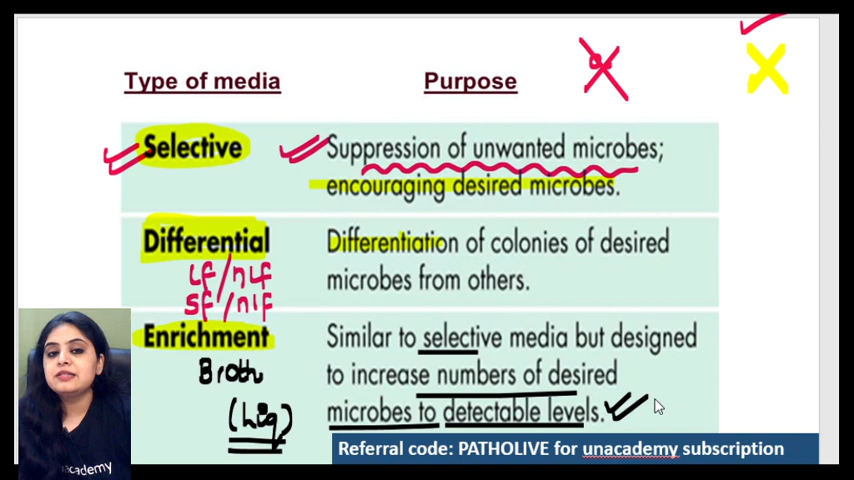 Type of media Purpose
Selective Suppression of unwanted microbes;
encouraging desired microbes.
Differential Differentiation of colonies of desired
LF/nLF microbes from others.
SF/nlF
Enrichment Similar to selective media but designed
Broth to increase numbers of desired
(liq) microbes to detectable levels.
Referral code: PATHOLIVE for unacademy subscription
unacademy